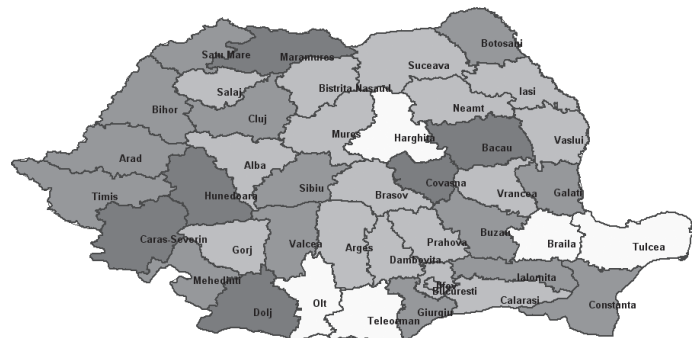 Botosani
Satu Mare
Maramures
Suceava
Salaj
Bistrita Nasaud
Iasi
Bihor
Cluj
Neamt
Mures
Harghita
Bacau
Vaslui
Arad
Alba
Timis
Hunedoara
Sibiu
Brasov
Covasna
Vrancea
Galati
Caras-Severin
Gorj
Valcea
Arges
Prahova
Buzau
Braila
Tulcea
Dambovita
Mehedinti
Ialomita
Ilfov
Bucuresti
Calarasi
Constanta
Olt
Dolj
Teleorman
Giurgiu